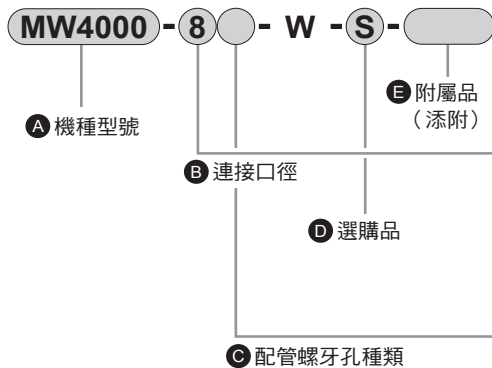 MW4000-8 - W - S -
E 附屬品
（添附）
A 機種型號
B 連接口徑
D 選購品
C 配管螺牙孔種類